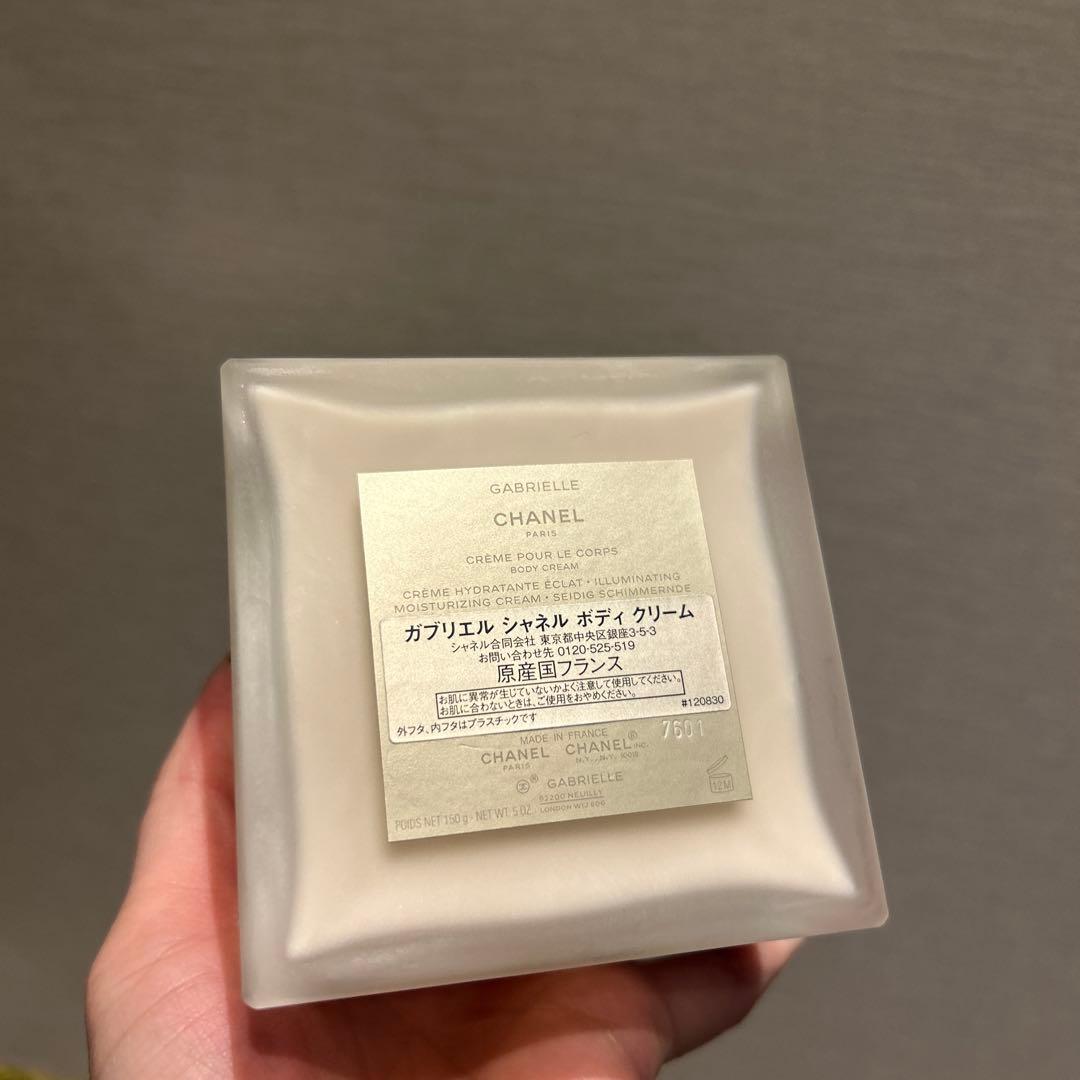 GABRIELLE
CHANEL
PARIS
CRÈME POUR LE CORPS
BODY CREAM
CRÈME HYDRATANTE ÉCLAT • ILLUMINATING
MOISTURIZING CREAM • SEIDIG SCHIMMERNDE
ガブリエル シャネル ボディ クリーム
シャネル合同会社 東京都中央区銀座3-5-3
お問い合わせ先 0120-525-519
原産国フランス
お肌に異常が生じていないかよく注意して使用してください。
お肌に合わないときは、ご使用をおやめください。
#120830
外フタ、内フタはプラスチックです
7601
MADE IN FRANCE
CHANEL CHANEL® INC.
PARIS N.Y., N.Y. 10019
GABRIELLE
92200 NEUILLY
LONDON W1J 6DG
12M
POIDS NET 150 g - NET WT. 5 OZ.